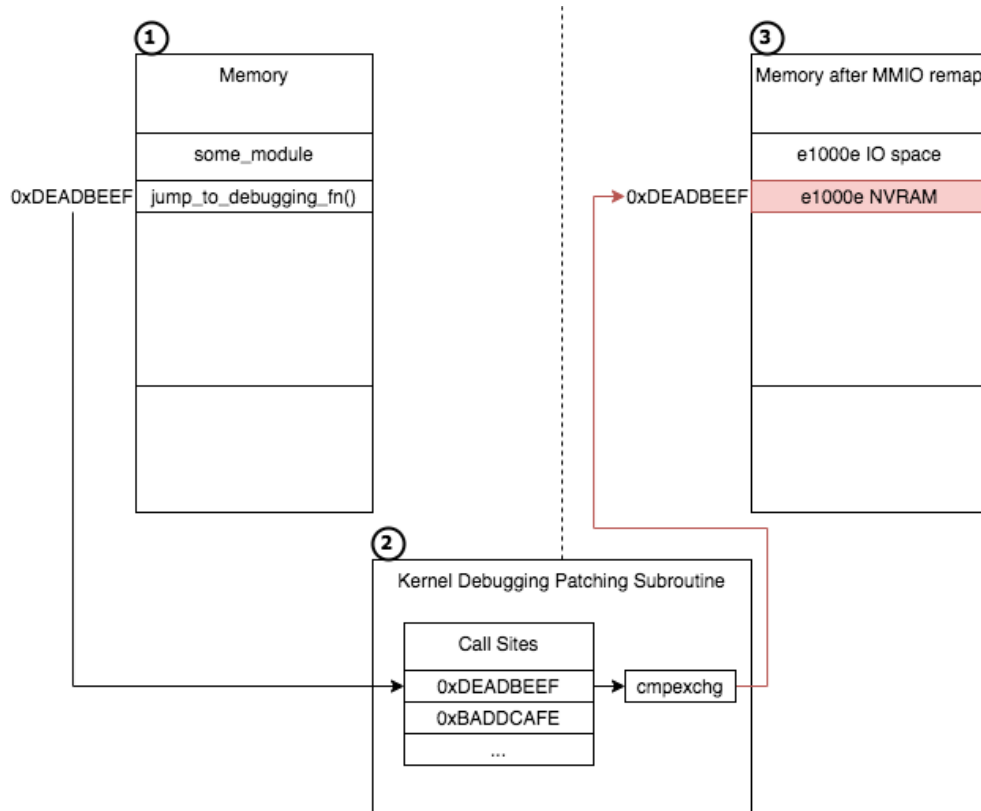 1
Memory
some_module
0xDEADBEEF
jump_to_debugging_fn()
3
Memory after MMIO remap
e1000e IO space
0xDEADBEEF
e1000e NVRAM
2
Kernel Debugging Patching Subroutine
Call Sites
0xDEADBEEF
cmpexchg
0xBADDCAFE
...